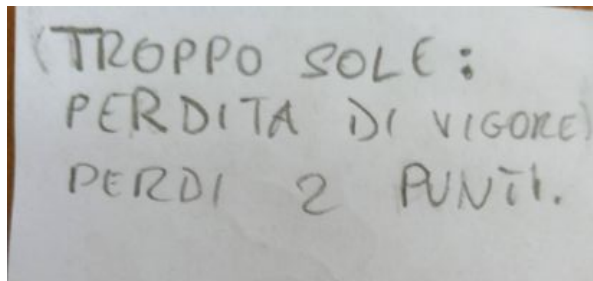 (TROPPO SOLE:
PERDITA DI VIGORE)
PERDI 2 PUNTI.